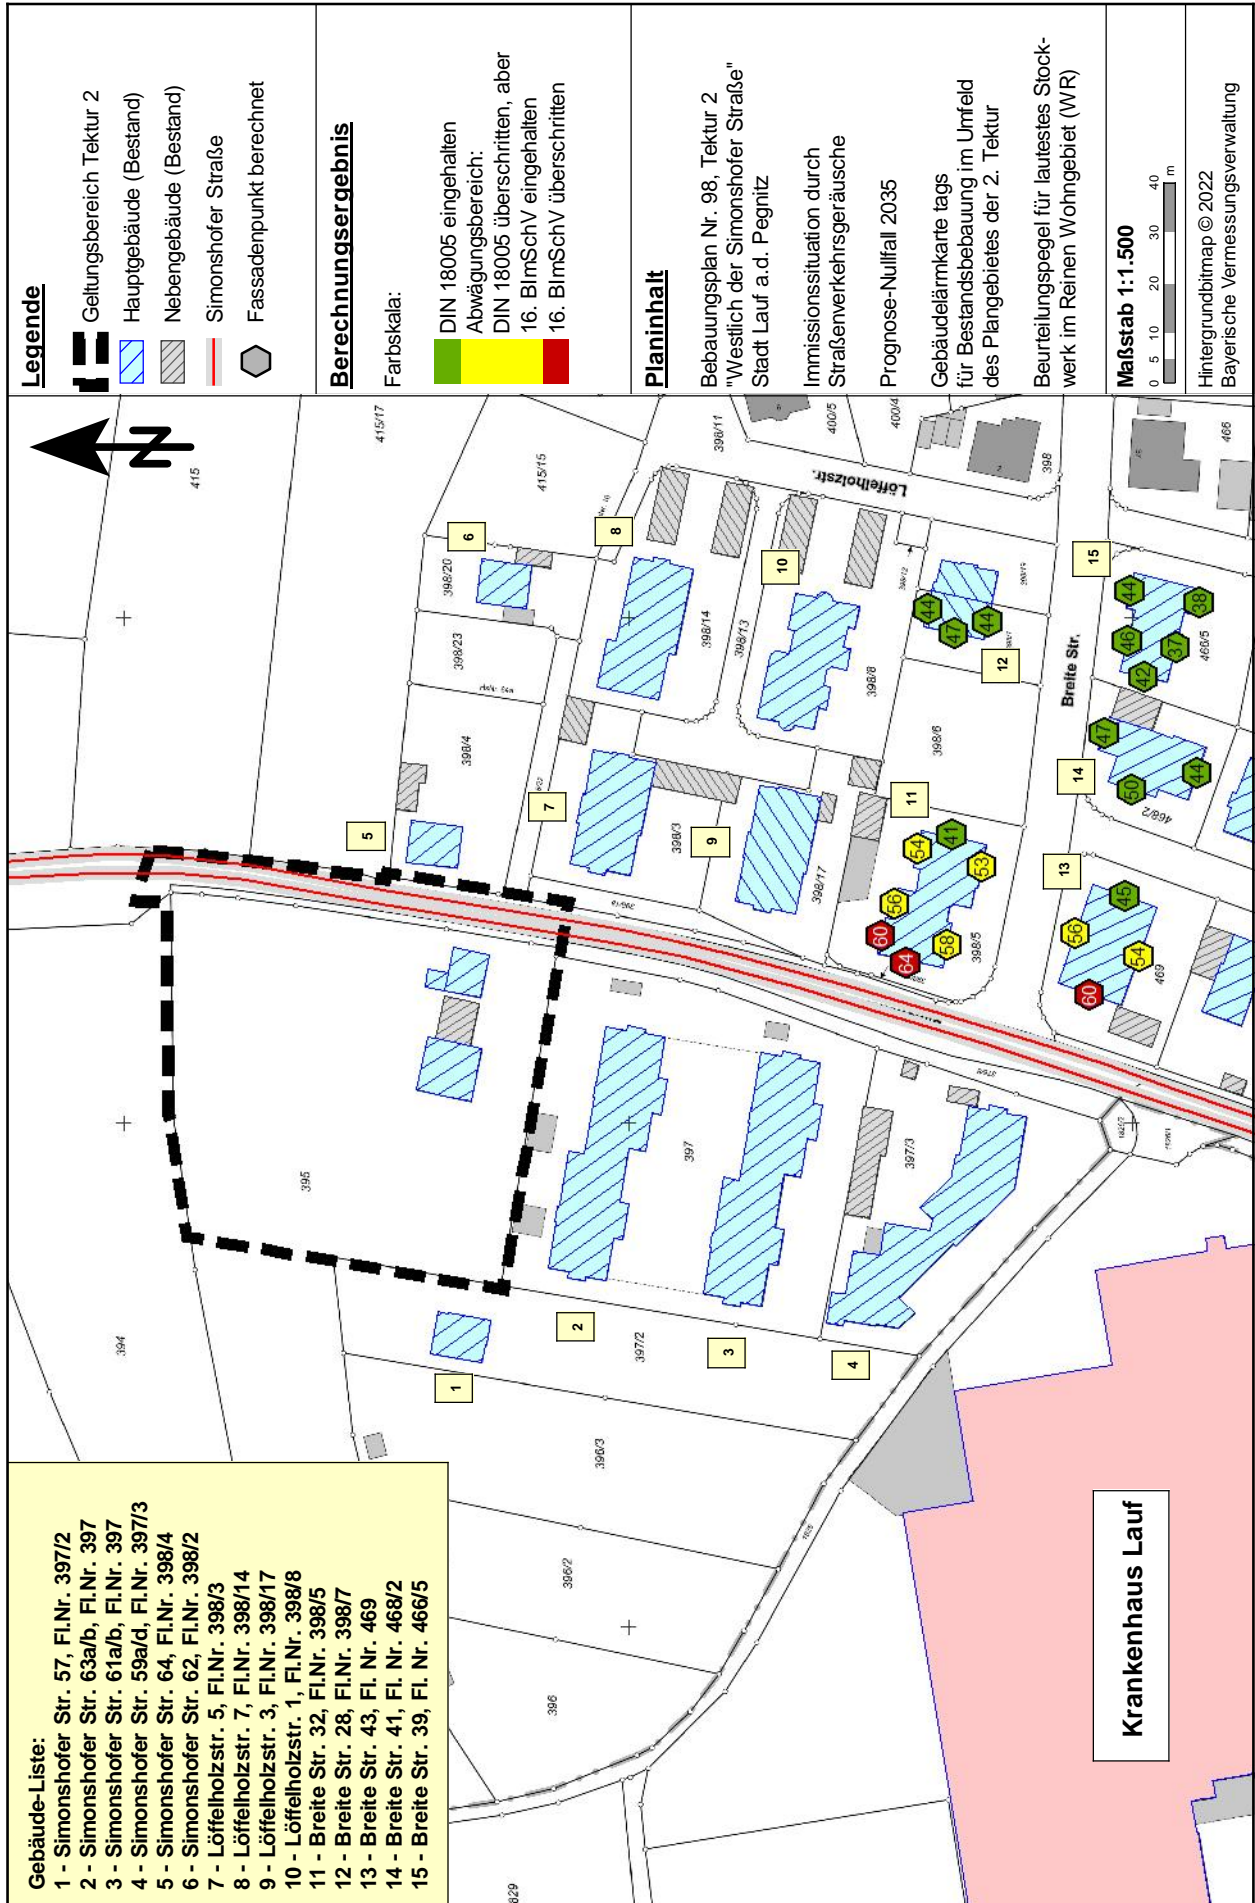 Gebäude-Liste:
1 - Simonshofer Str. 57, Fl.Nr. 397/2
2 - Simonshofer Str. 63a/b, Fl.Nr. 397
3 - Simonshofer Str. 61a/b, Fl.Nr. 397
4 - Simonshofer Str. 59a/d, Fl.Nr. 397/3
5 - Simonshofer Str. 64, Fl.Nr. 398/4
6 - Simonshofer Str. 62, Fl.Nr. 398/2
7 - Löffelholzstr. 5, Fl.Nr. 398/3
8 - Löffelholzstr. 7, Fl.Nr. 398/14
9 - Löffelholzstr. 3, Fl.Nr. 398/17
10 - Löffelholzstr. 1, Fl.Nr. 398/8
11 - Breite Str. 32, Fl.Nr. 398/5
12 - Breite Str. 28, Fl.Nr. 398/7
13 - Breite Str. 43, Fl. Nr. 469
14 - Breite Str. 41, Fl. Nr. 468/2
15 - Breite Str. 39, Fl. Nr. 466/5
N
415
415/17
415/15
394
395
6
398/20
398/23
5
398/4
8
1
7
398/14
398/11
2
397/2
398/3
398/13
10
400/5
829
396
396/2
396/3
397
3
9
398/17
398/8
Löffelholzstr.
400/4
4
397/3
11
398/6
398/12
398
60
56
54
41
64
58
53
398/5
44
47
44
12
Krankenhaus Lauf
13
Breite Str.
14
15
56
45
60
54
469
47
50
44
468/2
46
44
42
37
38
466/5
466
Legende
Geltungsbereich Tektur 2
Hauptgebäude (Bestand)
Nebengebäude (Bestand)
Simonshofer Straße
Fassadenpunkt berechnet
Berechnungsergebnis
Farbskala:
DIN 18005 eingehalten
Abwägungsbereich:
DIN 18005 überschritten, aber
16. BImSchV eingehalten
16. BImSchV überschritten
Planinhalt
Bebauungsplan Nr. 98, Tektur 2
"Westlich der Simonshofer Straße"
Stadt Lauf a.d. Pegnitz
Immissionssituation durch
Straßenverkehrsgeräusche
Prognose-Nullfall 2035
Gebäudelärmkarte tags
für Bestandsbebauung im Umfeld
des Plangebietes der 2. Tektur
Beurteilungspegel für lautestes Stock-
werk im Reinen Wohngebiet (WR)
Maßstab 1:1.500
0 5 10 20 30 40
m
Hintergrundbitmap © 2022
Bayerische Vermessungsverwaltung